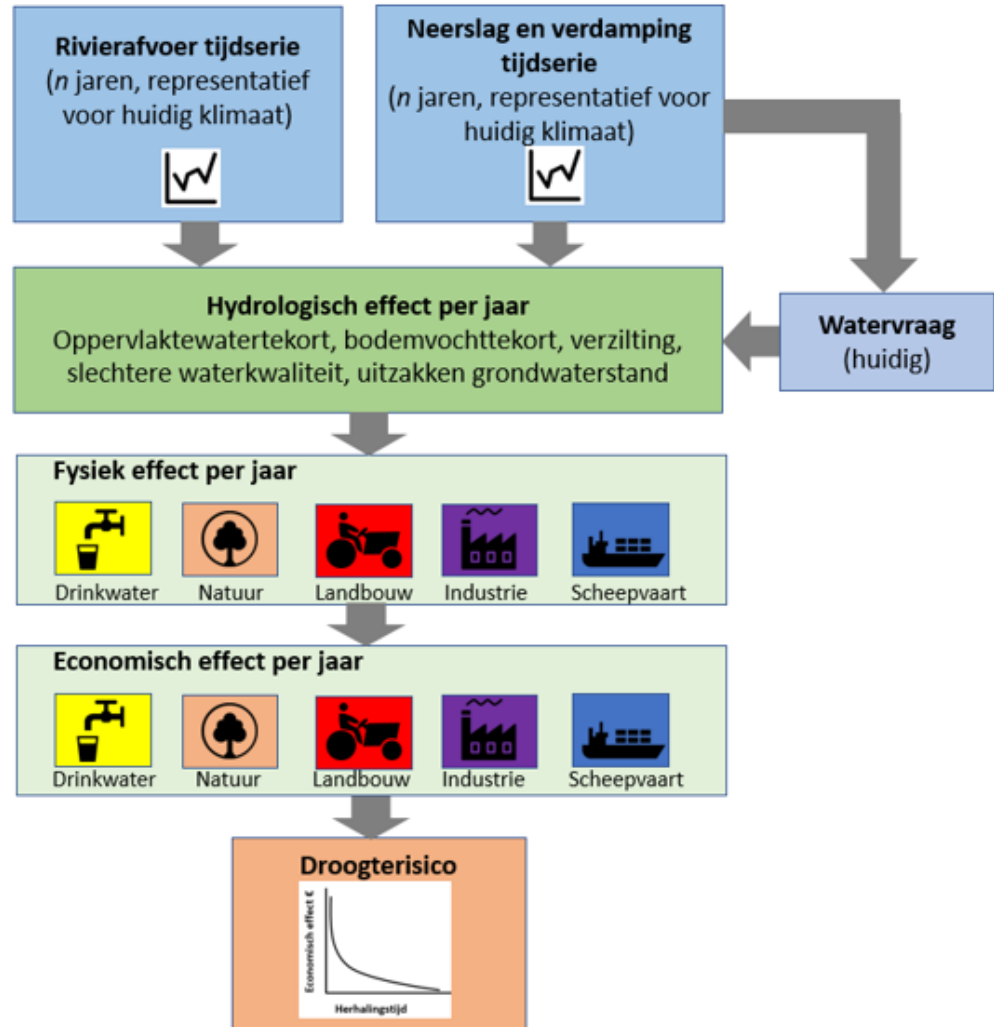 Rivierafvoer tijdserie
(n jaren, representatief
voor huidig klimaat)
Neerslag en verdamping
tijdserie
(n jaren, representatief voor
huidig klimaat)
Hydrologisch effect per jaar
Oppervlaktewatertekort, bodemvochttekort, verzilting,
slechtere waterkwaliteit, uitzakken grondwaterstand
Watervraag
(huidig)
Fysiek effect per jaar
Drinkwater
Natuur
Landbouw
Industrie
Scheepvaart
Economisch effect per jaar
Drinkwater
Natuur
Landbouw
Industrie
Scheepvaart
Droogterisico
Economisch effect €
Herhalingstijd